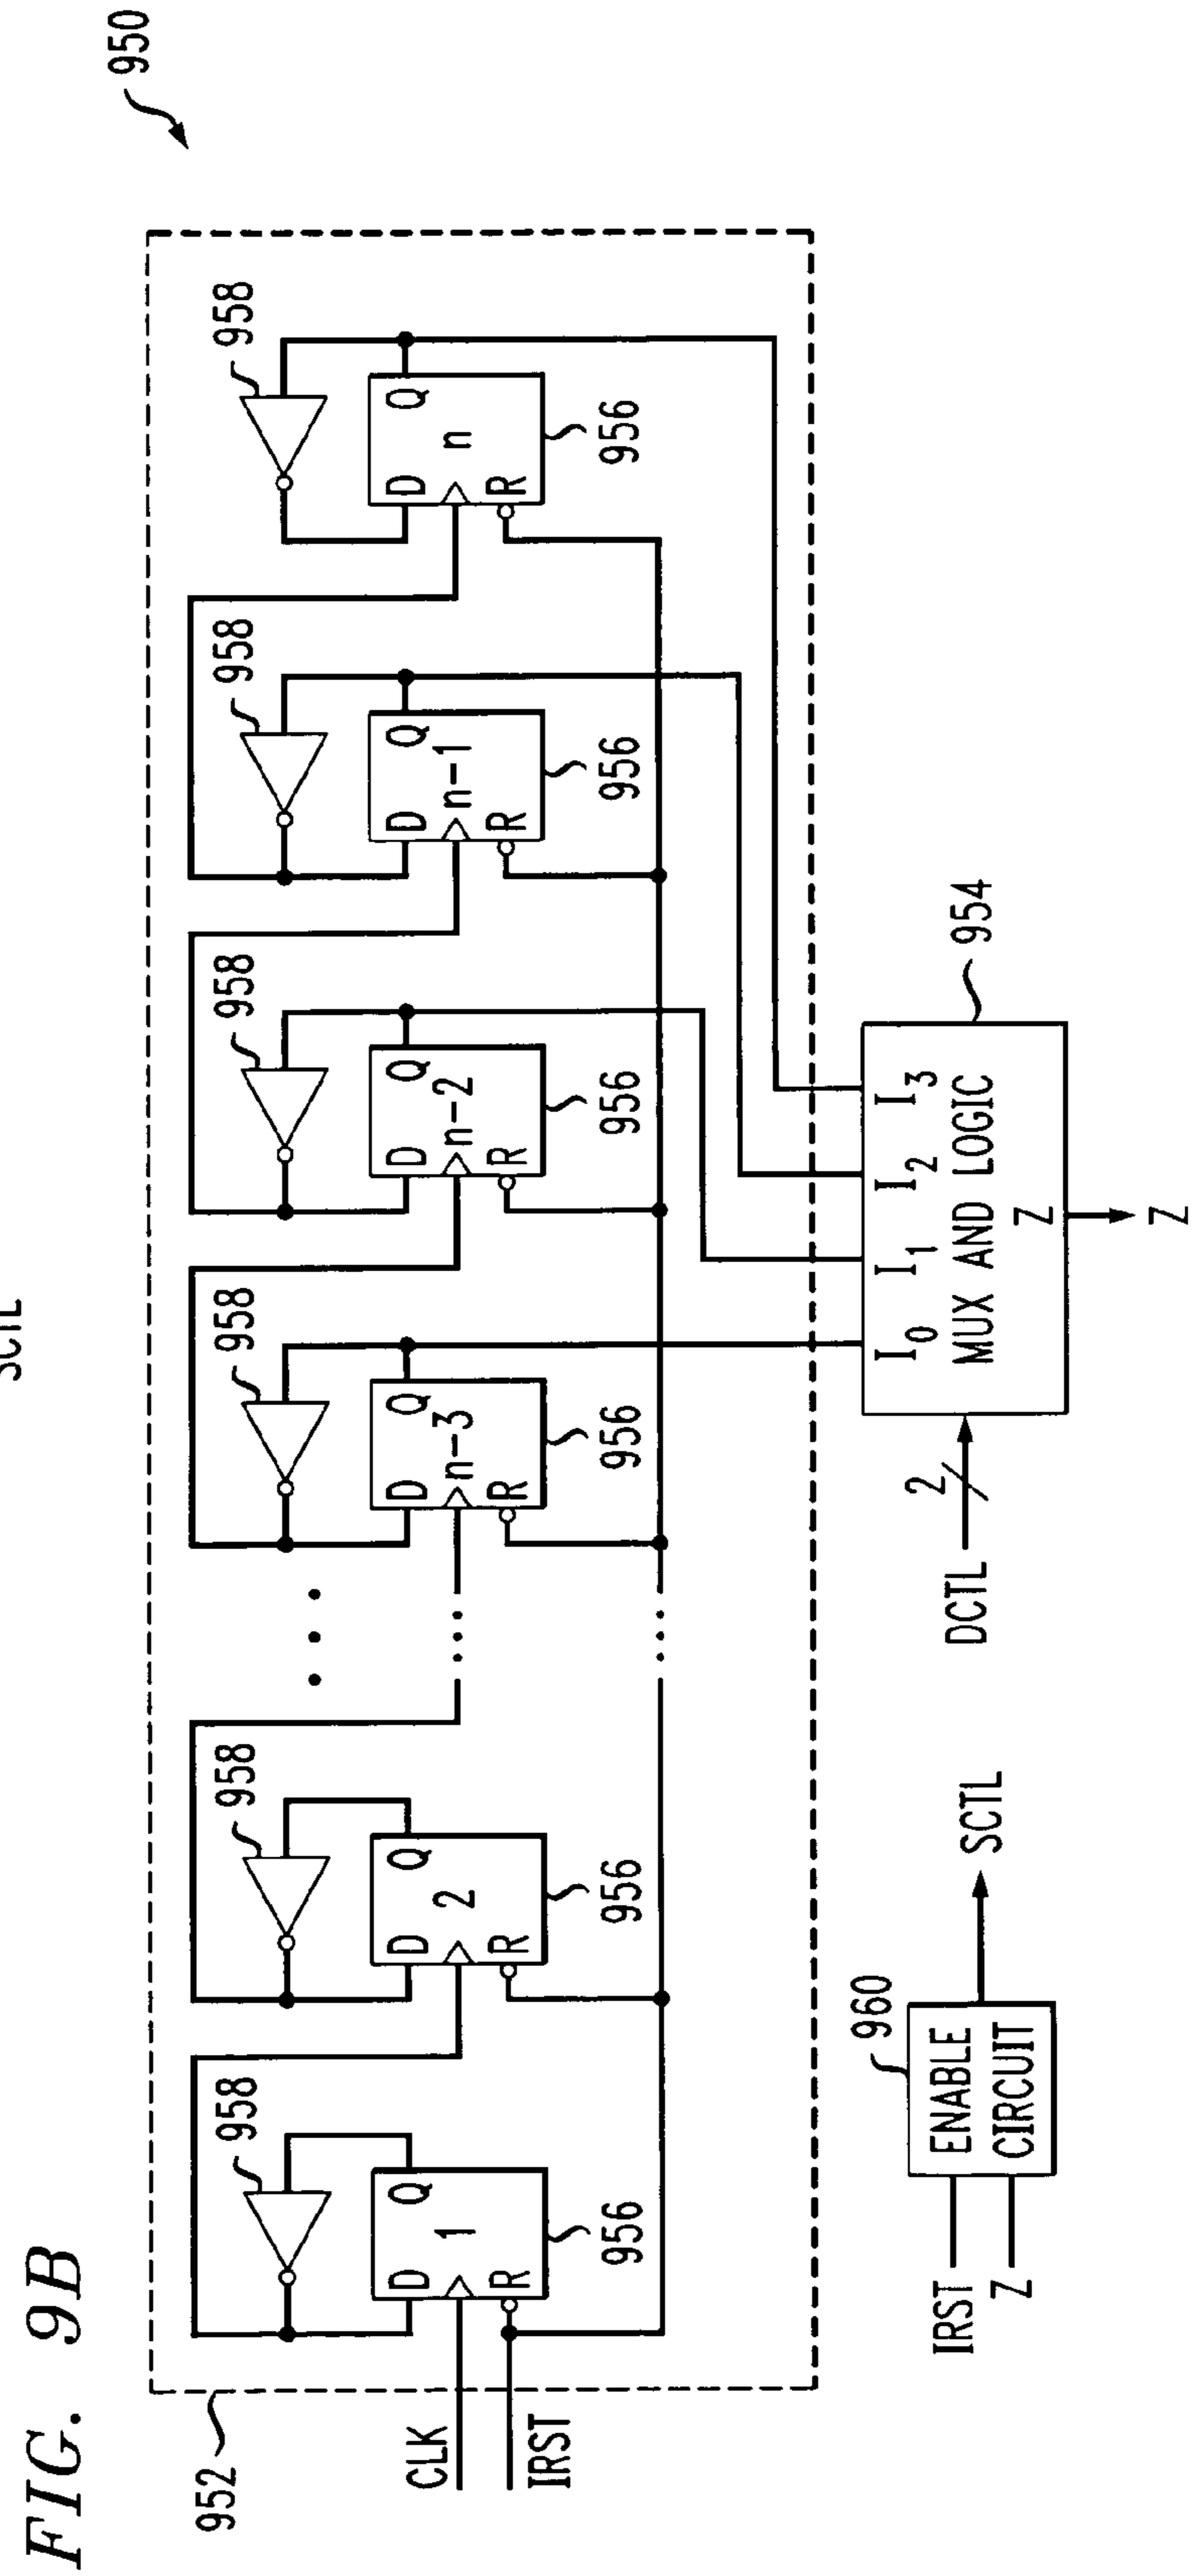 SCTL
FIG. 9B
950
952
958 958 958 958 958 958
D Q D Q D Q D Q D Q D Q
1 2 n-3 n-2 n-1 n
R R R R R R
CLK
IRST
956 956 956 956 956 956
... ... ...
I0 I1 I2 I3
MUX AND LOGIC
Z
954
DCTL 2
Z
960
IRST
Z
ENABLE
CIRCUIT
SCTL